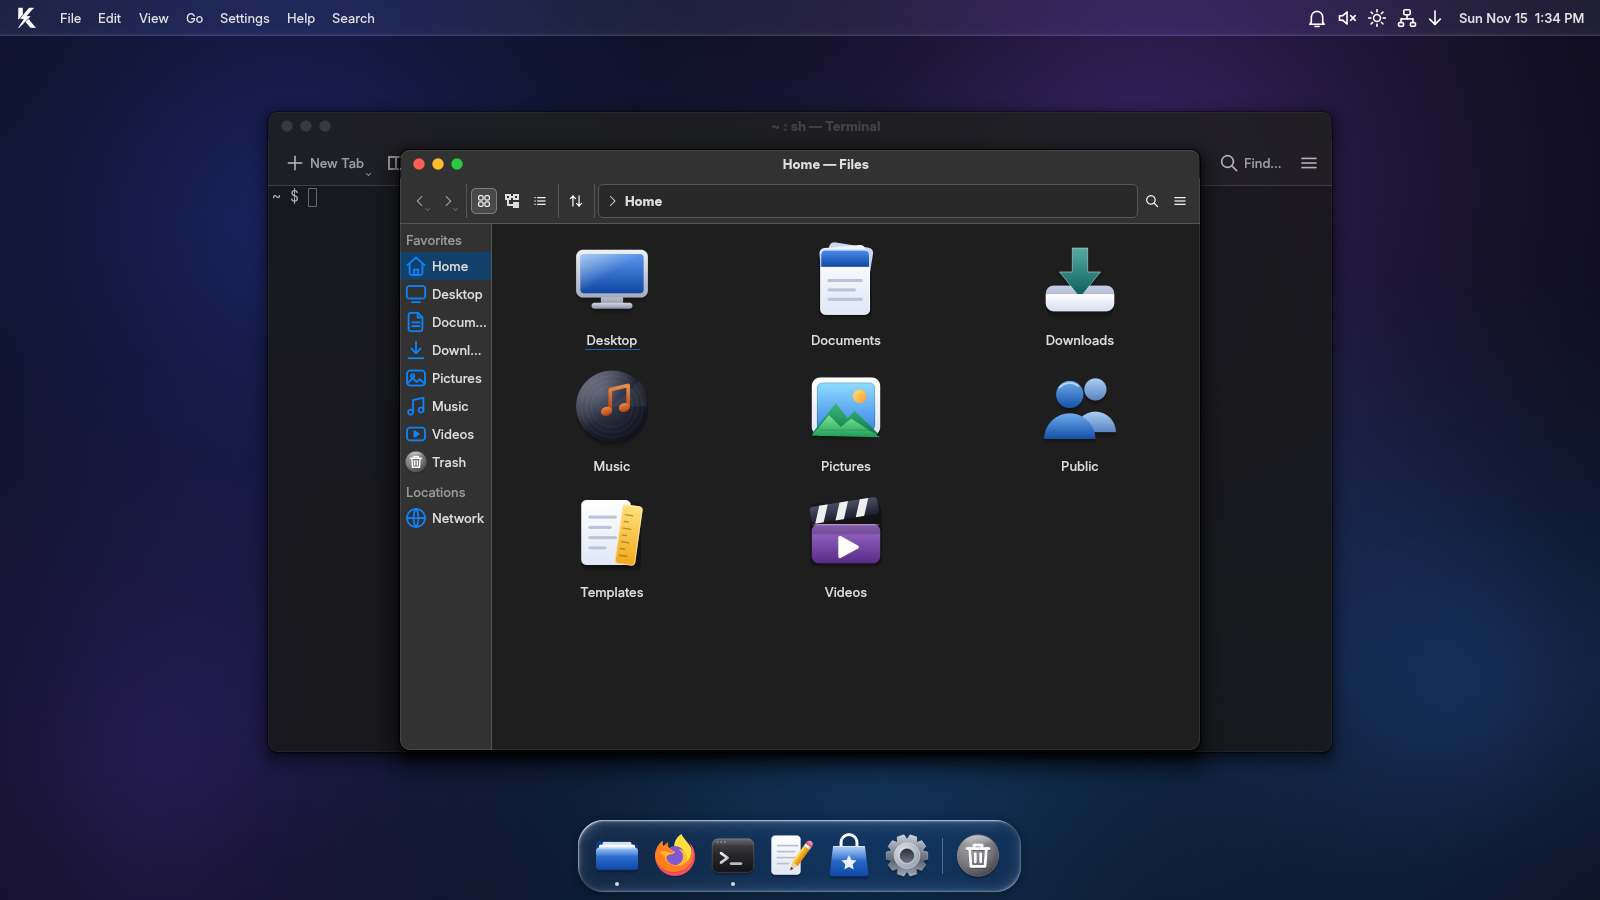 File Edit View Go Settings Help Search
Sun Nov 15 1:34 PM
~ : sh — Terminal
New Tab
Find...
~ $
Home — Files
Home
Favorites
Home
Desktop
Docum...
Downl...
Pictures
Music
Videos
Trash
Locations
Network
Desktop Documents Downloads
Music Pictures Public
Templates Videos